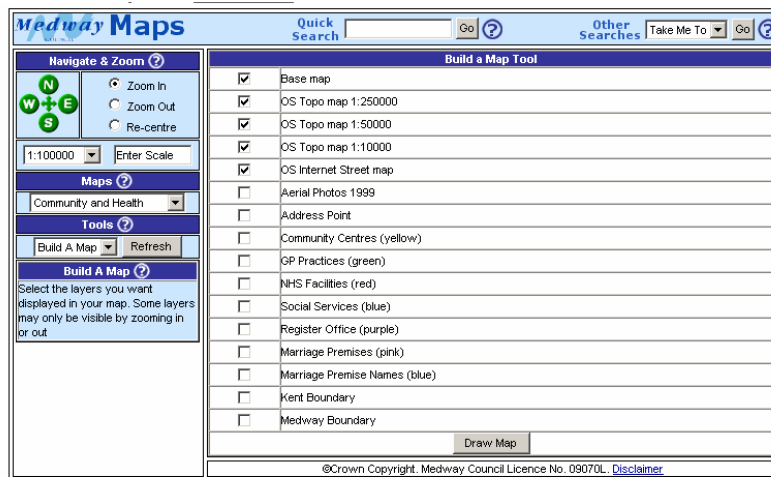 Medway Maps
Quick
Search
Go
?
Other
Searches
Take Me To
Go
?
Navigate & Zoom ?
N
W
E
S
Zoom In
Zoom Out
Re-centre
1:100000
Enter Scale
Maps ?
Community and Health
Tools ?
Build A Map
Refresh
Build A Map ?
Select the layers you want
displayed in your map. Some layers
may only be visible by zooming in
or out
Build a Map Tool
Base map
OS Topo map 1:250000
OS Topo map 1:50000
OS Topo map 1:10000
OS Internet Street map
Aerial Photos 1999
Address Point
Community Centres (yellow)
GP Practices (green)
NHS Facilities (red)
Social Services (blue)
Register Office (purple)
Marriage Premises (pink)
Marriage Premise Names (blue)
Kent Boundary
Medway Boundary
Draw Map
©Crown Copyright. Medway Council Licence No. 09070L. Disclaimer